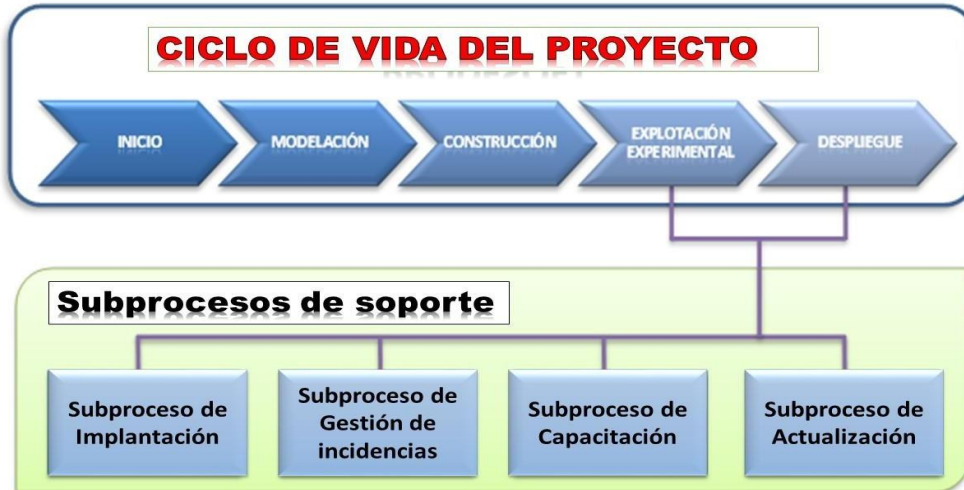 CICLO DE VIDA DEL PROYECTO
INICIO
MODELACIÓN
CONSTRUCCIÓN
EXPLOTACIÓN
EXPERIMENTAL
DESPLIEGUE
Subprocesos de soporte
Subproceso de
Implantación
Subproceso de
Gestión de
incidencias
Subproceso de
Capacitación
Subproceso de
Actualización